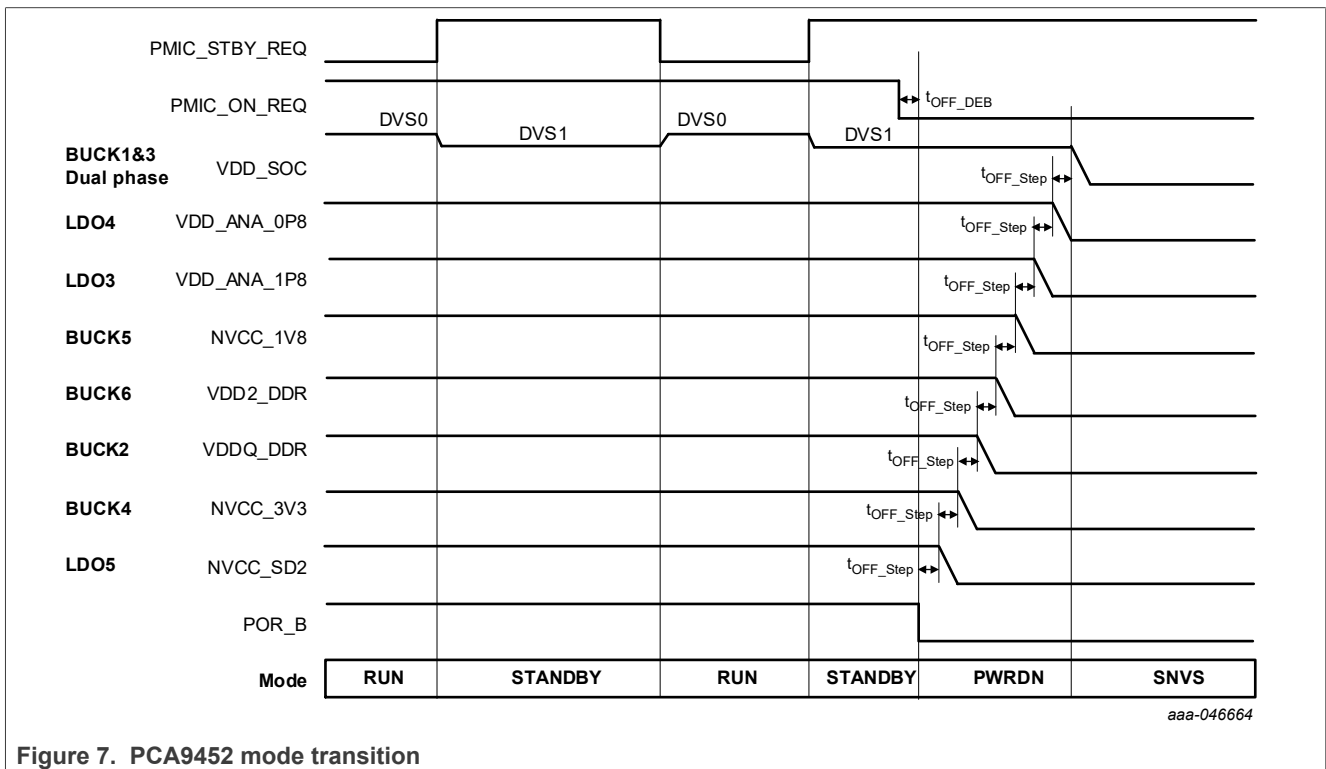 PMIC_STBY_REQ
PMIC_ON_REQ
tOFF_DEB
DVS0 DVS1 DVS0 DVS1
BUCK1&3
Dual phase
VDD_SOC
tOFF_Step
LDO4 VDD_ANA_0P8
tOFF_Step
LDO3 VDD_ANA_1P8
tOFF_Step
BUCK5 NVCC_1V8
tOFF_Step
BUCK6 VDD2_DDR
tOFF_Step
BUCK2 VDDQ_DDR
tOFF_Step
BUCK4 NVCC_3V3
tOFF_Step
LDO5 NVCC_SD2
tOFF_Step
POR_B
Mode RUN STANDBY RUN STANDBY PWRDN SNVS
aaa-046664
Figure 7. PCA9452 mode transition